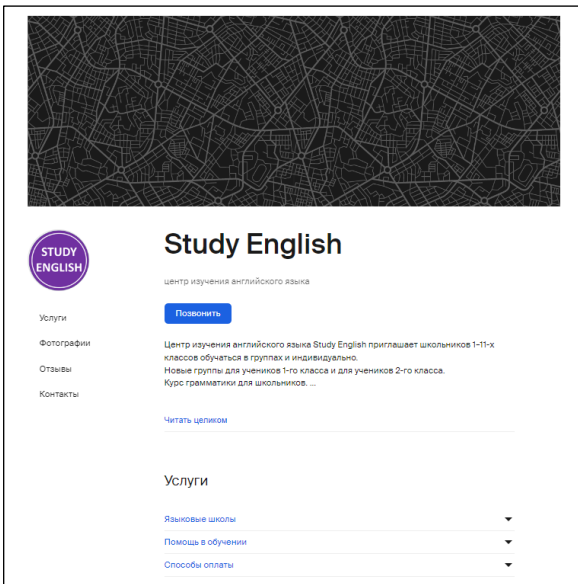 STUDY
ENGLISH
Study English
центр изучения английского языка
Позвонить
Услуги
Фотографии
Отзывы
Контакты
Центр изучения английского языка Study English приглашает школьников 1-11-х
классов обучаться в группах и индивидуально.
Новые группы для учеников 1-го класса и для учеников 2-го класса.
Курс грамматики для школьников. ...
Читать целиком
Услуги
Языковые школы
Помощь в обучении
Способы оплаты